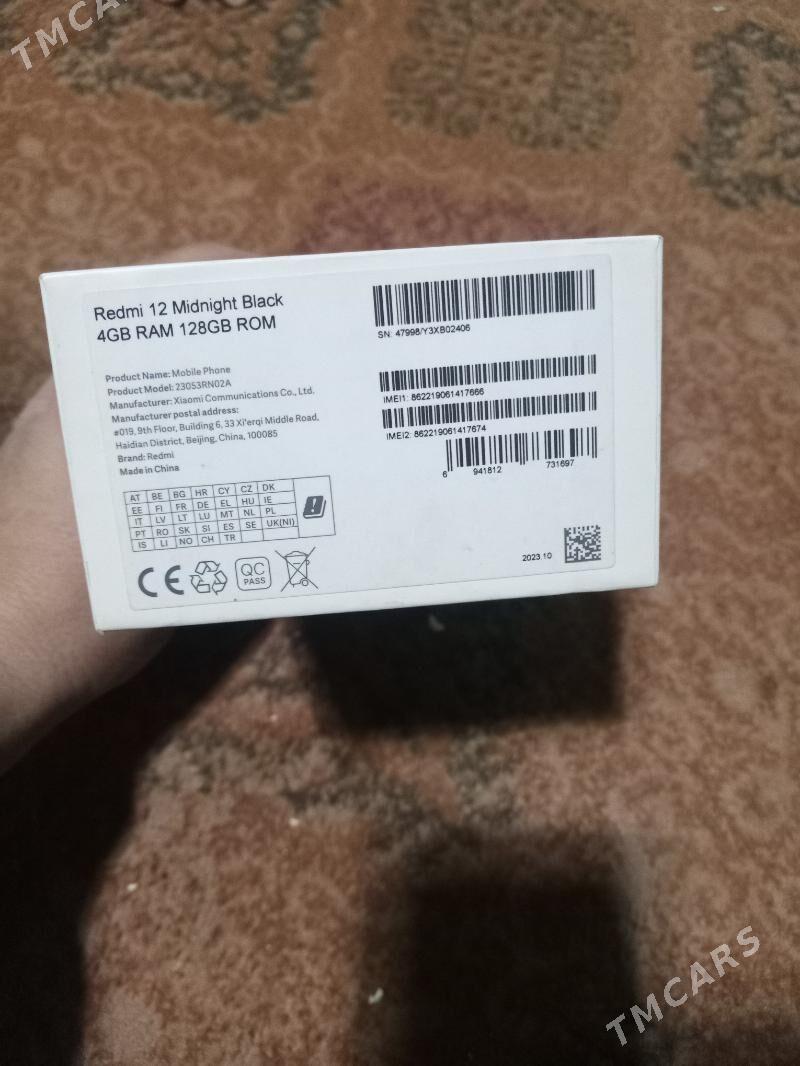 TMCARS
Redmi 12 Midnight Black
4GB RAM 128GB ROM
Product Name: Mobile Phone
Product Model: 23053RN02A
Manufacturer: Xiaomi Communications Co., Ltd.
Manufacturer postal address:
#019, 9th Floor, Building 6, 33 Xi'erqi Middle Road,
Haidian District, Beijing, China, 100085
Brand: Redmi
Made in China
AT BE BG HR CY CZ DK
EE FI FR DE EL HU IE
IT LV LT LU MT NL PL
PT RO SK SI ES SE UK(NI)
IS LI NO CH TR
CE
QC
PASS
SN: 47998/Y3XB02406
IMEI1: 862219061417666
IMEI2: 862219061417674
6 941812 731697
2023.10
TMCARS